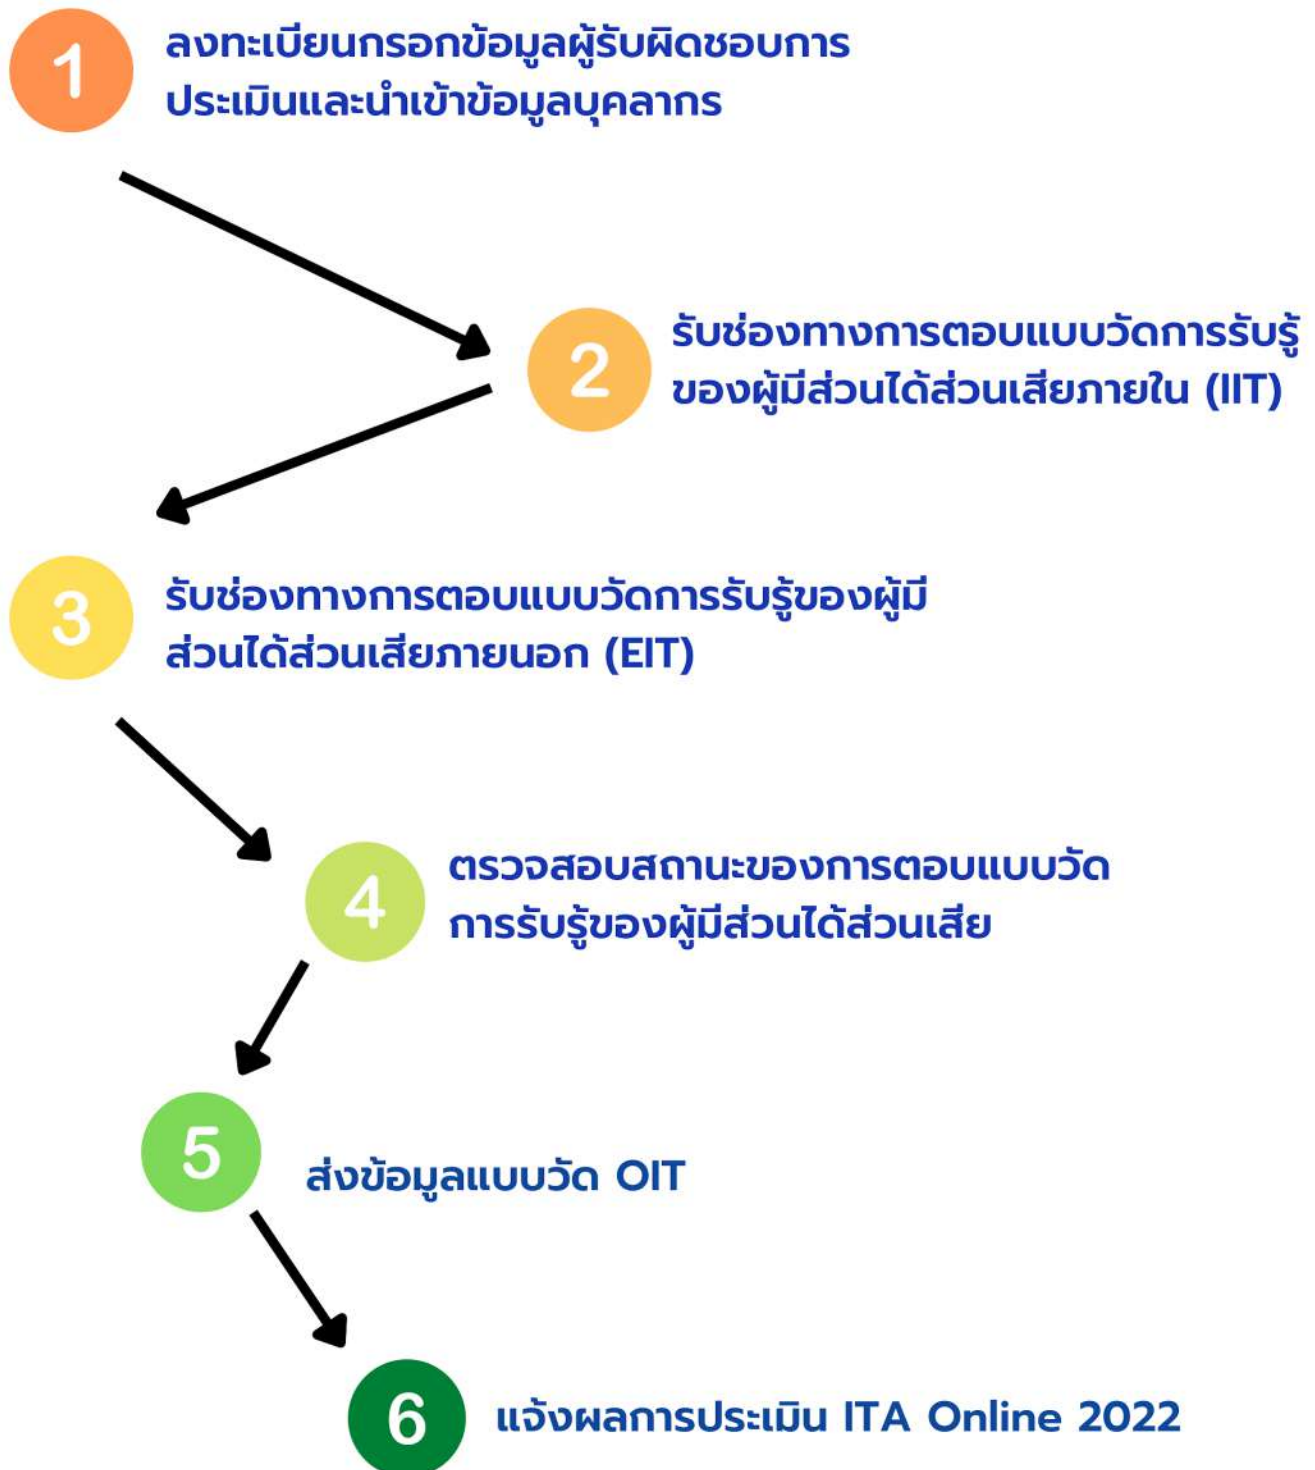 1
ลงทะเบียนกรอกข้อมูลผู้รับผิดชอบการ
ประเมินและนำเข้าข้อมูลบุคลากร
2
รับช่องทางการตอบแบบวัดการรับรู้
ของผู้มีส่วนได้ส่วนเสียภายใน (IIT)
3
รับช่องทางการตอบแบบวัดการรับรู้ของผู้มี
ส่วนได้ส่วนเสียภายนอก (EIT)
4
ตรวจสอบสถานะของการตอบแบบวัด
การรับรู้ของผู้มีส่วนได้ส่วนเสีย
5
ส่งข้อมูลแบบวัด OIT
6
แจ้งผลการประเมิน ITA Online 2022